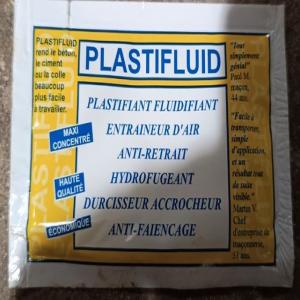 PLASTIFLUID
rend le béton,
le ciment
ou la colle
beaucoup
plus facile
à travailler.
PLASTIFLUID
PLASTIFIANT FLUIDIFIANT
ENTRAINEUR D'AIR
ANTI-RETRAIT
HYDROFUGEANT
DURCISSEUR ACCROCHEUR
ANTI-FAIENCAGE
MAXI
CONCENTRÉ
HAUTE
QUALITÉ
ÉCONOMIQUE
"Tout
simplement
génial"
Paul M.
maçon,
44 ans.
"Facile à
transporter,
simple
d'application,
et un
résultat tout
de suite
visible."
Martin V.
Chef
d'entreprise de
maçonnerie,
51 ans.